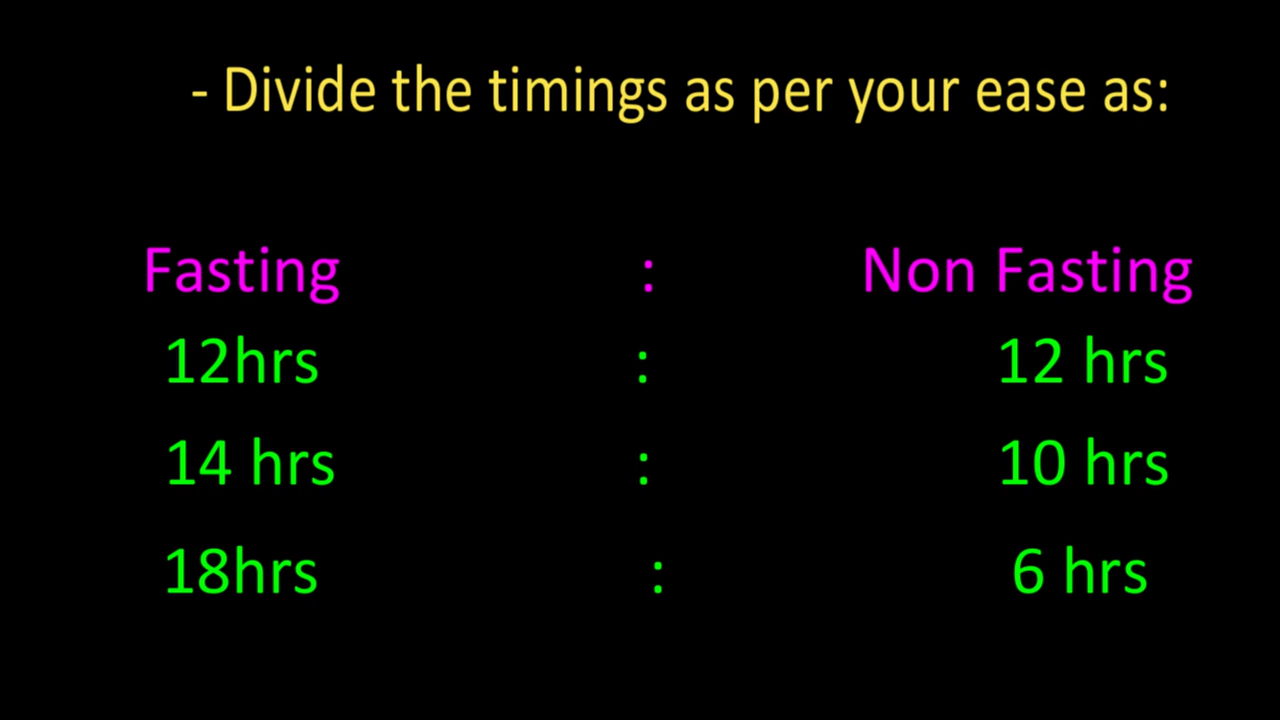 - Divide the timings as per your ease as:
Fasting : Non Fasting
12hrs : 12 hrs
14 hrs : 10 hrs
18hrs : 6 hrs